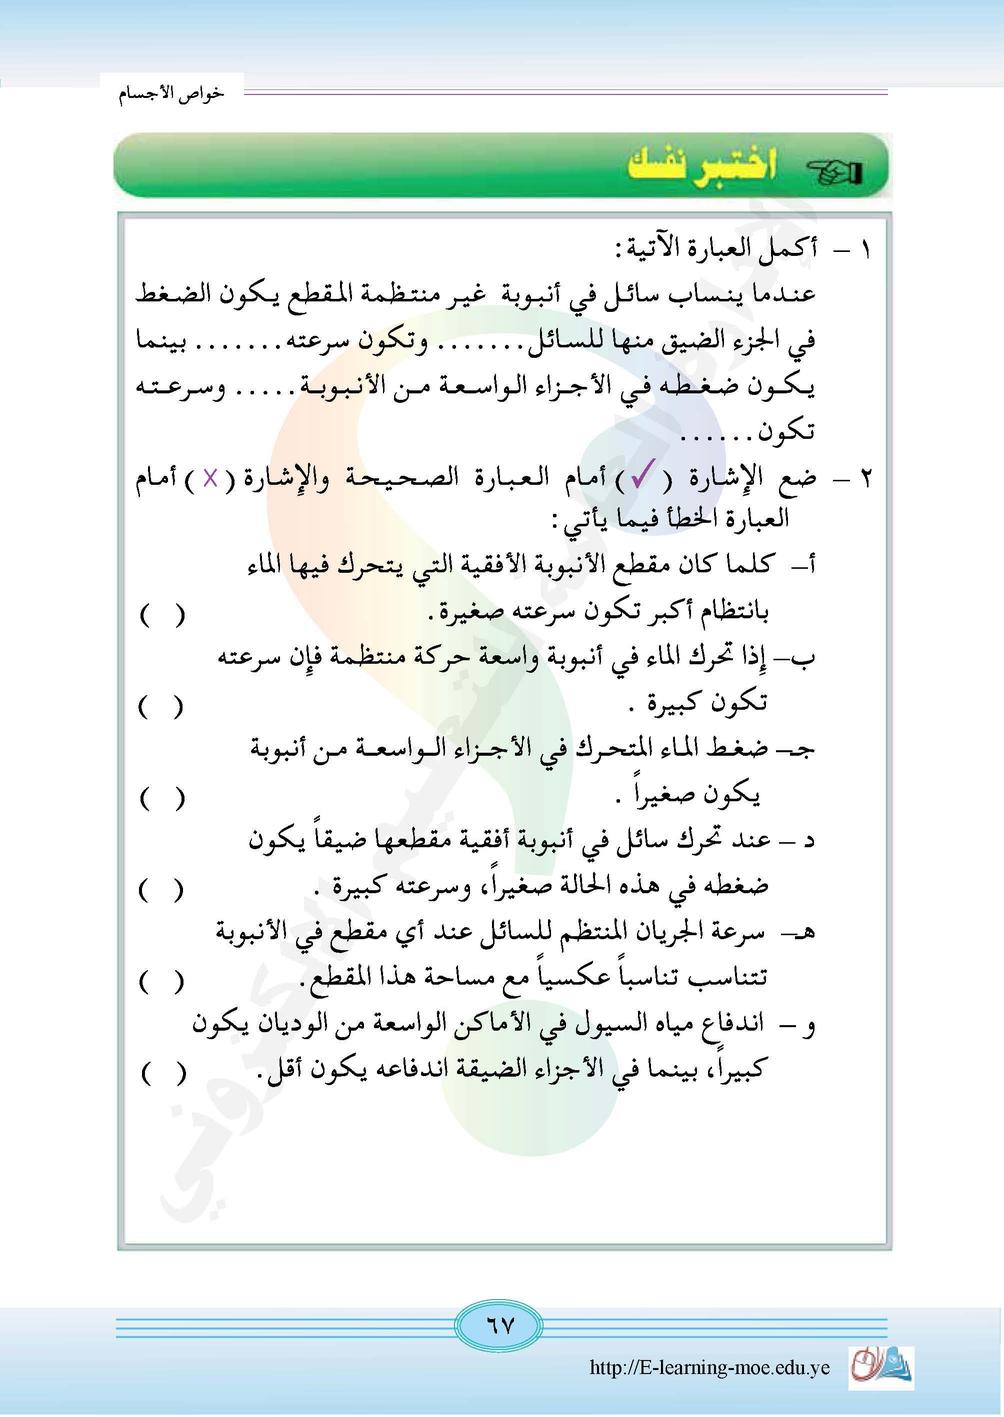 خواص الأجسام
اختبر نفسك
١ – أكمل العبارة الآتية:
عندما ينساب سائل في أنبوبة غير منتظمة المقطع يكون الضغط
في الجزء الضيق منها للسائل....... وتكون سرعته....... بينما
يكون ضغطه في الأجزاء الواسعة من الأنبوبة..... وسرعته
تكون......
٢ – ضع الإشارة ( ✓ ) أمام العبارة الصحيحة والإشارة ( x ) أمام
العبارة الخطأ فيما يأتي:
أ– كلما كان مقطع الأنبوبة الأفقية التي يتحرك فيها الماء
بانتظام أكبر تكون سرعته صغيرة. ( )
ب– إذا تحرك الماء في أنبوبة واسعة حركة منتظمة فإن سرعته
تكون كبيرة . ( )
جـ– ضغط الماء المتحرك في الأجزاء الواسعة من أنبوبة
يكون صغيراً . ( )
د – عند تحرك سائل في أنبوبة أفقية مقطعها ضيقاً يكون
ضغطه في هذه الحالة صغيراً، وسرعته كبيرة . ( )
هـ– سرعة الجريان المنتظم للسائل عند أي مقطع في الأنبوبة
تتناسب تناسباً عكسياً مع مساحة هذا المقطع. ( )
و – اندفاع مياه السيول في الأماكن الواسعة من الوديان يكون
كبيراً، بينما في الأجزاء الضيقة اندفاعه يكون أقل. ( )
الإدارة العامة للتعليم الإلكتروني
٦٧
http://E-learning-moe.edu.ye